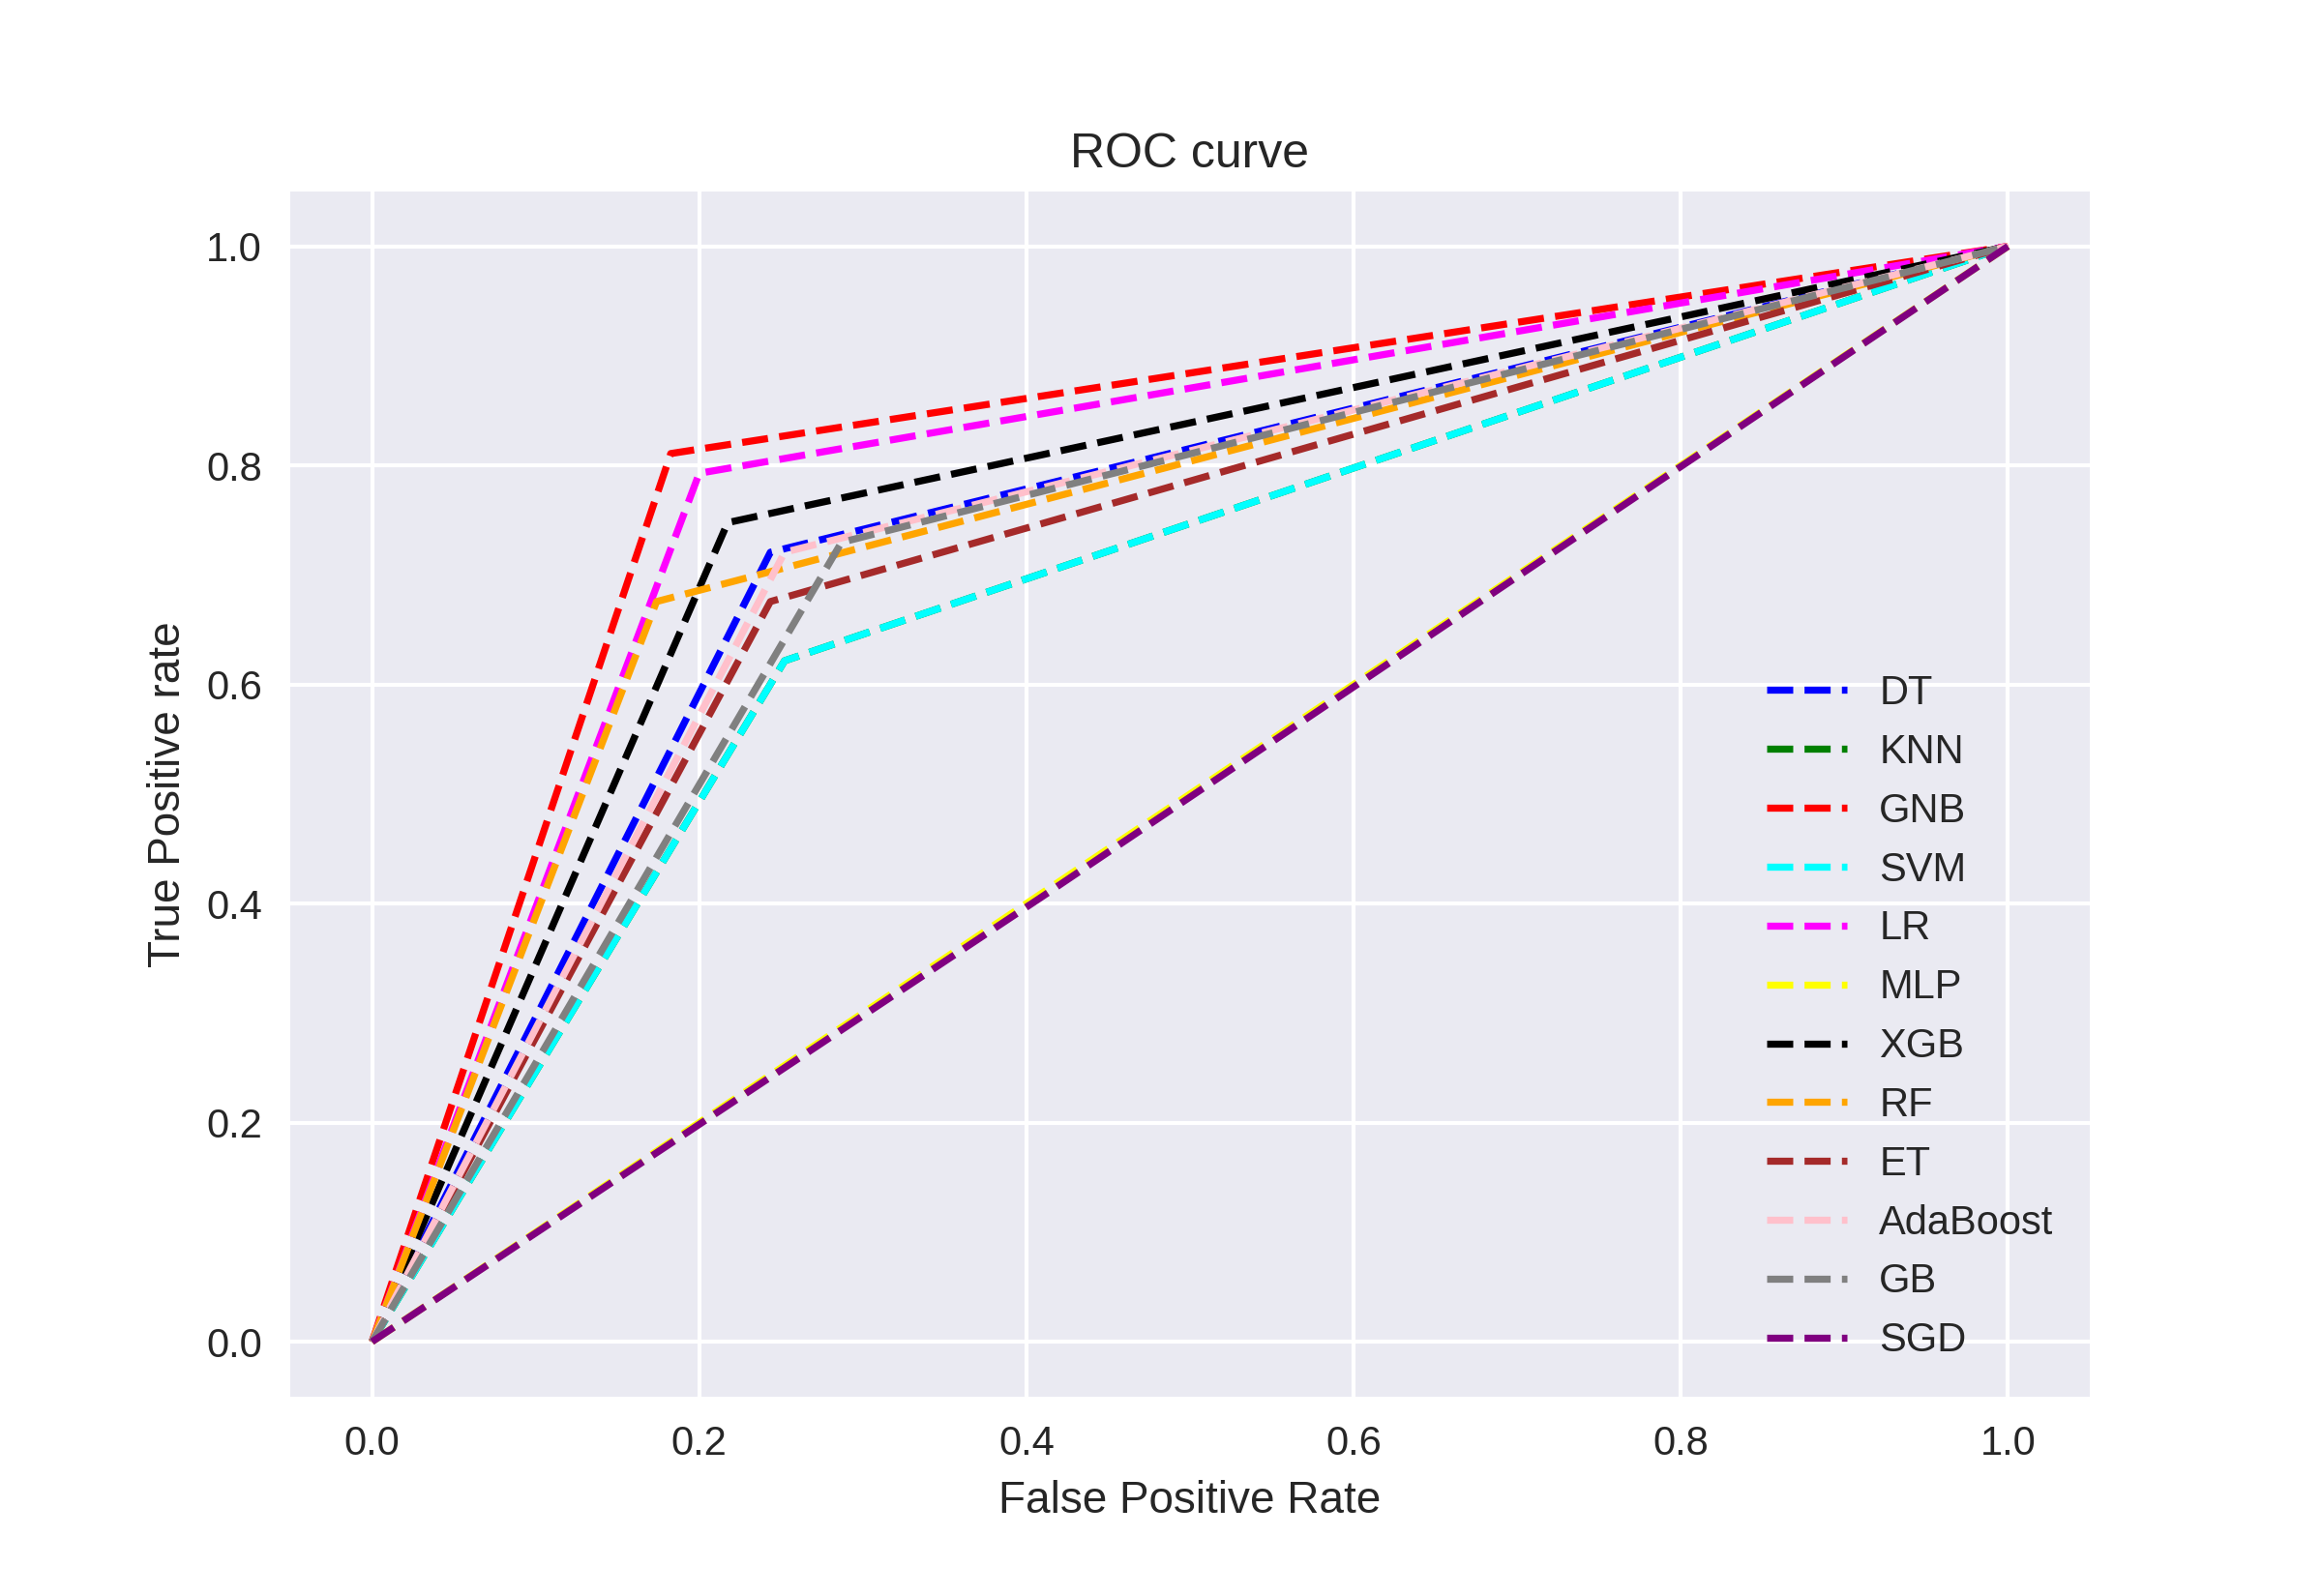 ROC curve
1.0
0.8
0.6
0.4
0.2
0.0
True Positive rate
DT
KNN
GNB
SVM
LR
MLP
XGB
RF
ET
AdaBoost
GB
SGD
0.0 0.2 0.4 0.6 0.8 1.0
False Positive Rate